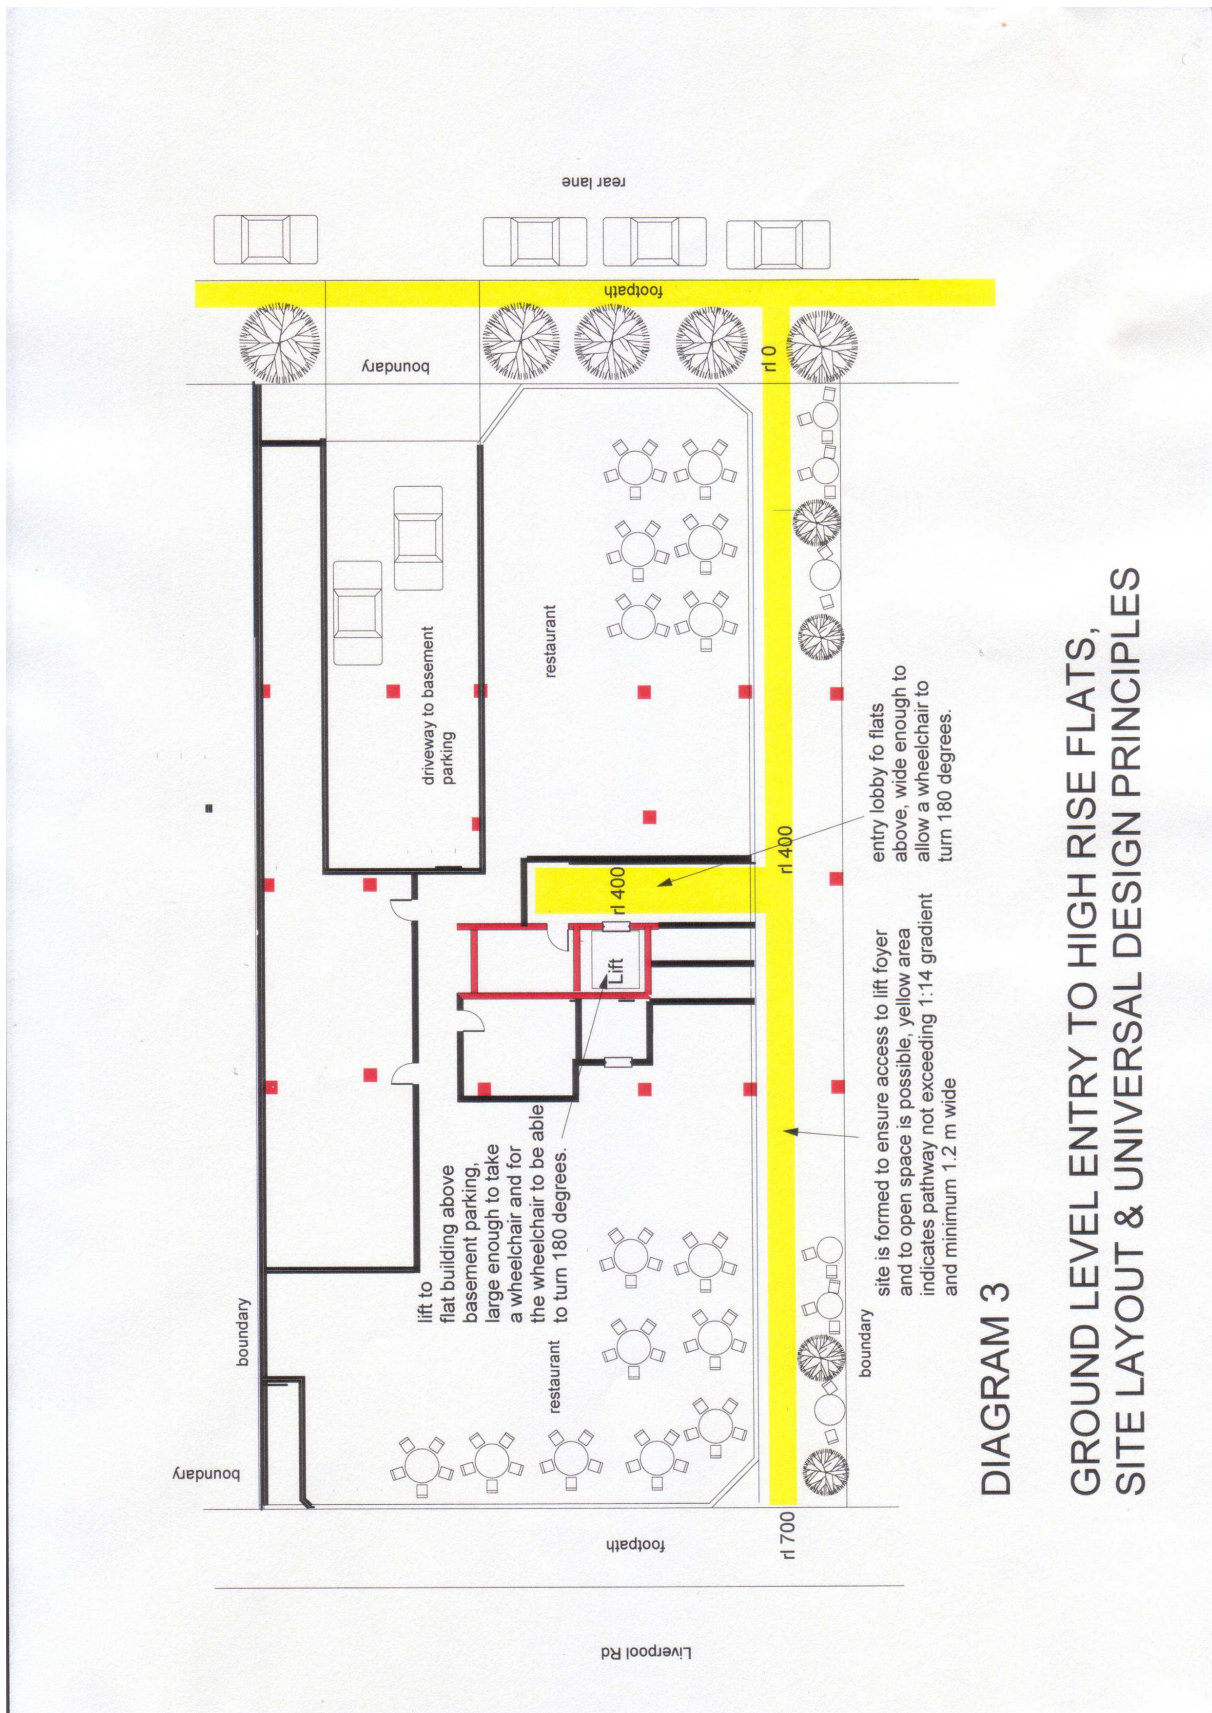 rear lane
footpath
boundary
rl 0
driveway to basement
parking
restaurant
rl 400
rl 400
Lift
entry lobby fo flats
above, wide enough to
allow a wheelchair to
turn 180 degrees.
lift to
flat building above
basement parking,
large enough to take
a wheelchair and for
the wheelchair to be able
to turn 180 degrees.
site is formed to ensure access to lift foyer
and to open space is possible, yellow area
indicates pathway not exceeding 1:14 gradient
and minimum 1.2 m wide
boundary
boundary
restaurant
boundary
footpath
rl 700
Liverpool Rd
DIAGRAM 3
GROUND LEVEL ENTRY TO HIGH RISE FLATS,
SITE LAYOUT & UNIVERSAL DESIGN PRINCIPLES